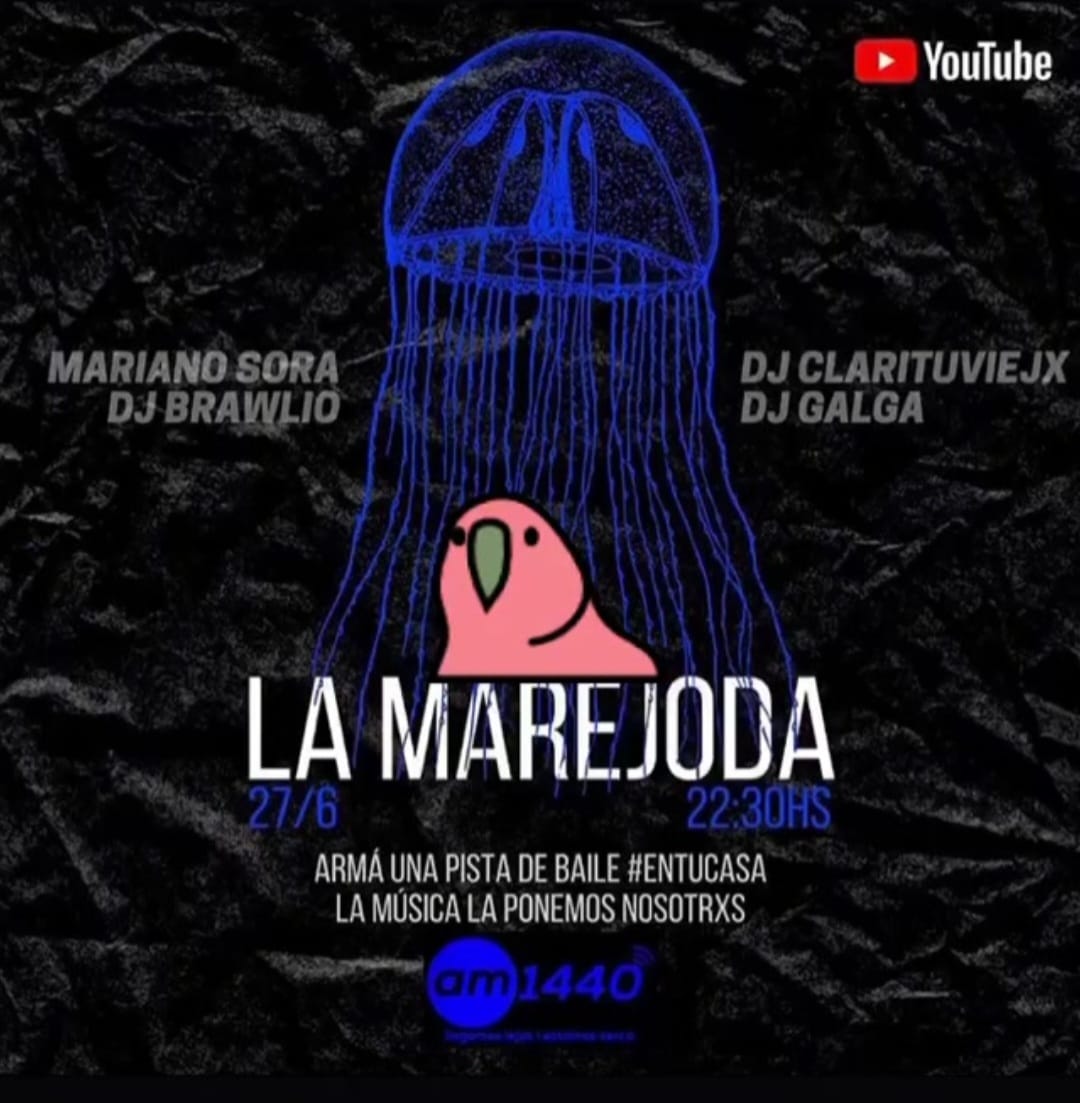 YouTube
MARIANO SORA
DJ BRAWLIO
DJ CLARITUVIEJX
DJ GALGA
LA MAREJODA
27/6
22:30HS
ARMÁ UNA PISTA DE BAILE #ENTUCASA
LA MÚSICA LA PONEMOS NOSOTRXS
am1440